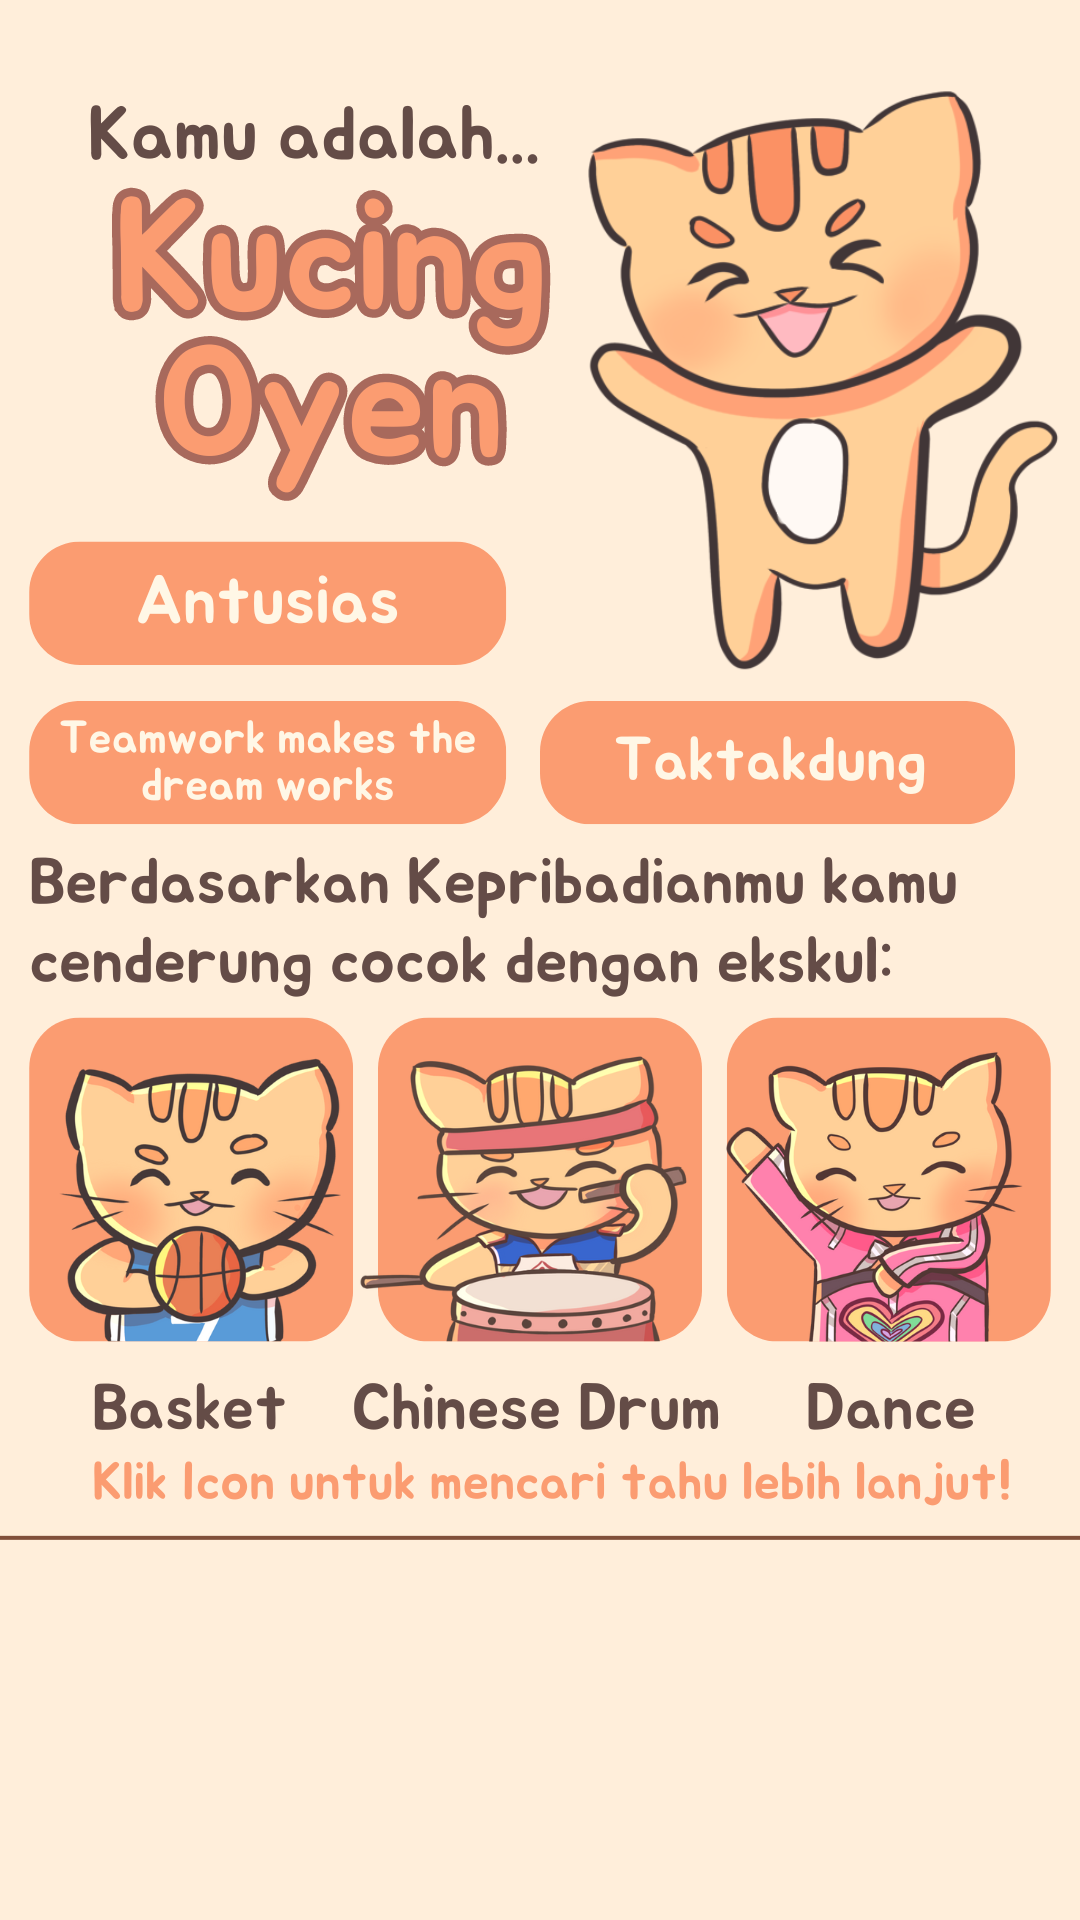 Kamu adalah...
Kucing
Oyen
Antusias
Teamwork makes the
dream works
Taktakdung
Berdasarkan Kepribadianmu kamu
cenderung cocok dengan ekskul:
Basket
Chinese Drum
Dance
Klik Icon untuk mencari tahu lebih lanjut!